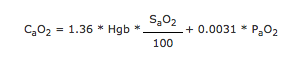 CₐO₂ = 1.36 * Hgb * SₐO₂ / 100 + 0.0031 * PₐO₂